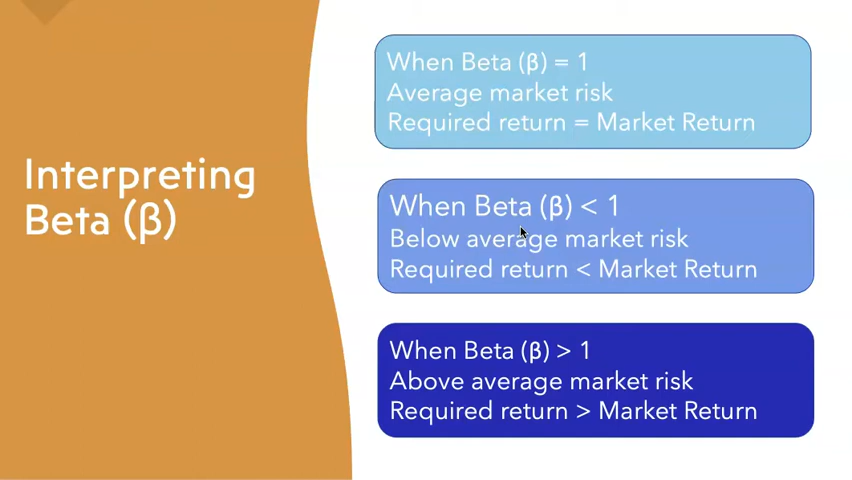 Interpreting
Beta (β)
When Beta (β) = 1
Average market risk
Required return = Market Return
When Beta (β) < 1
Below average market risk
Required return < Market Return
When Beta (β) > 1
Above average market risk
Required return > Market Return